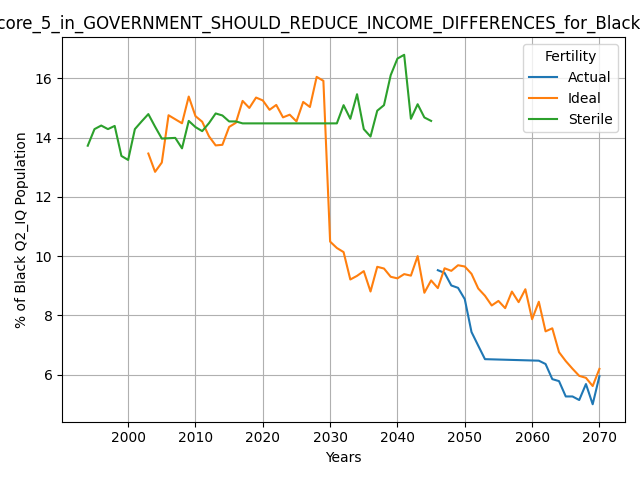 core_5_in_GOVERNMENT_SHOULD_REDUCE_INCOME_DIFFERENCES_for_Black
Fertility
Actual
Ideal
Sterile
% of Black Q2_IQ Population
16
14
12
10
8
6
2000
2010
2020
2030
2040
2050
2060
2070
Years